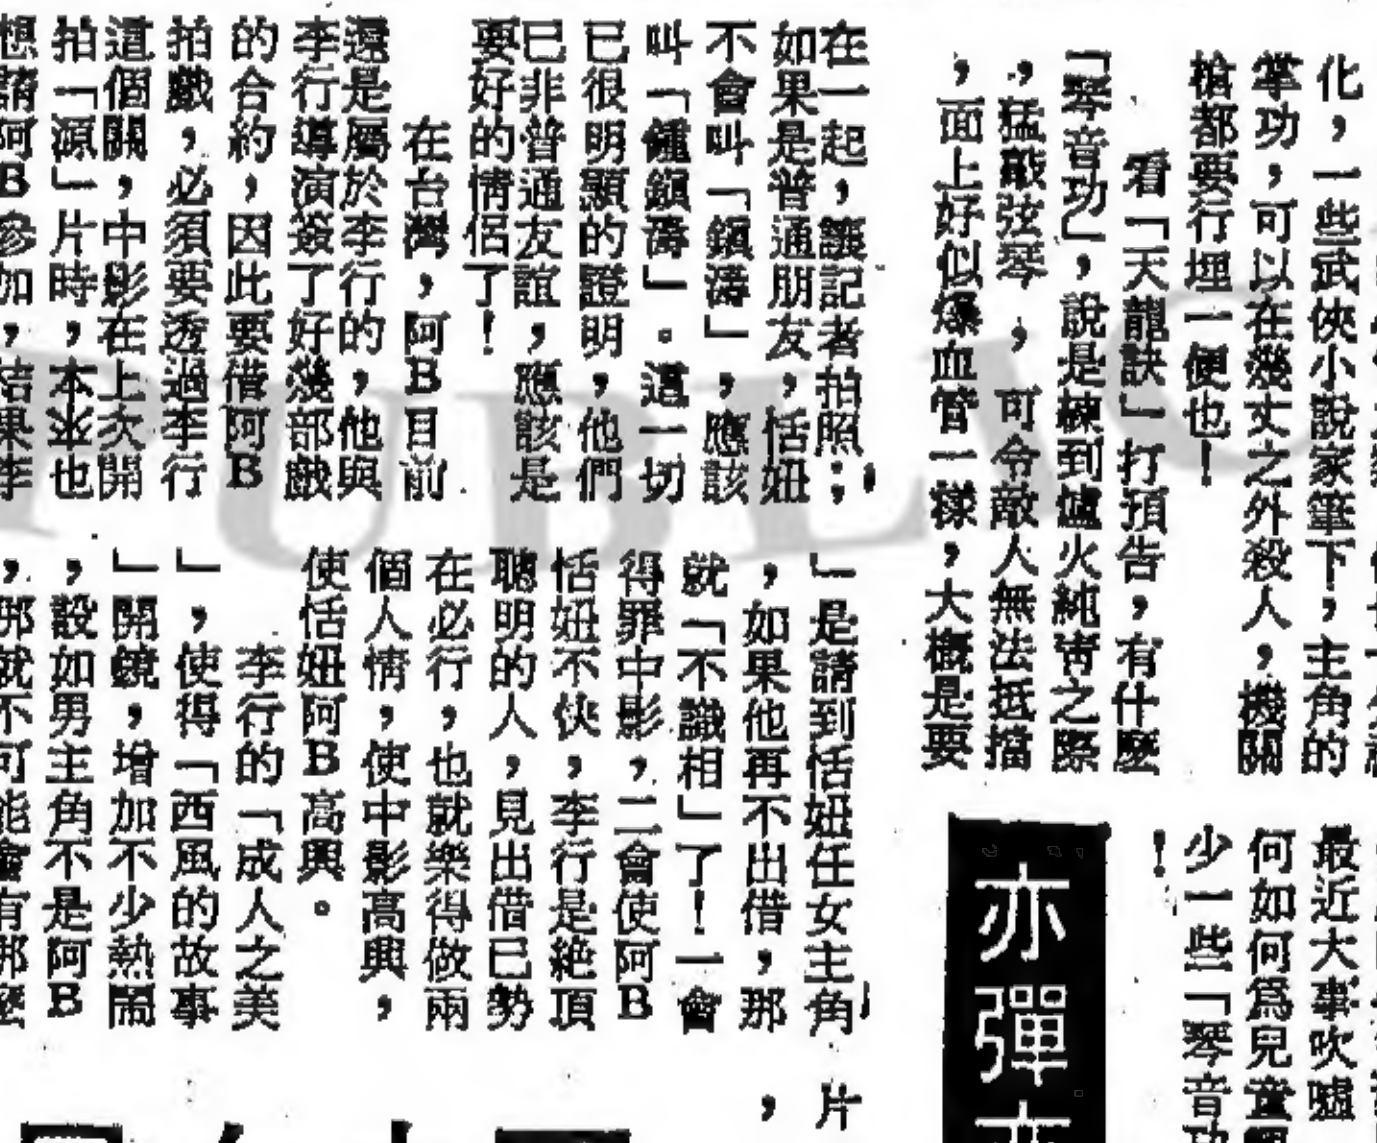 化，一些武俠小說家筆下，主角的
掌功，可以在幾丈之外殺人，機關
槍都要行埋一便也！
看「天龍訣」打預告，有什麼
「琴音功」，說是練到爐火純靑之際
，猛敲弦琴，可令敵人無法抵擋
，面上好似爆血管一樣，大概是要
最近大事吹噓
何如何爲兒童
少一些「琴音功
！
亦彈
在一起，讓記者拍照；
如果是普通朋友，恬妞
不會叫「鎭濤」，應該
叫「鍾鎭濤」。這一切
已很明顯的證明，他們
已非普通友誼，應該是
要好的情侶了！
在台灣，阿B目前
還是屬於李行的，他與
李行導演簽了好幾部戲
的合約，因此要借阿B
拍戲，必須要透過李行
這個關，中影在上次開
拍「源」片時，本來也
想請阿B參加，結果李
」是請到恬妞任女主角
，如果他再不出借，那
就「不識相」了！一會
得罪中影，二會使阿B
恬妞不快，李行是絶頂
聰明的人，見出借已勢
在必行，也就樂得做兩
個人情，使中影高興，
使恬妞阿B高興。
李行的「成人之美
」，使得「西風的故事
」開鏡，增加不少熱鬧
，設如男主角不是阿B
，那就不可能會有那麼
片
，
PUBLIC